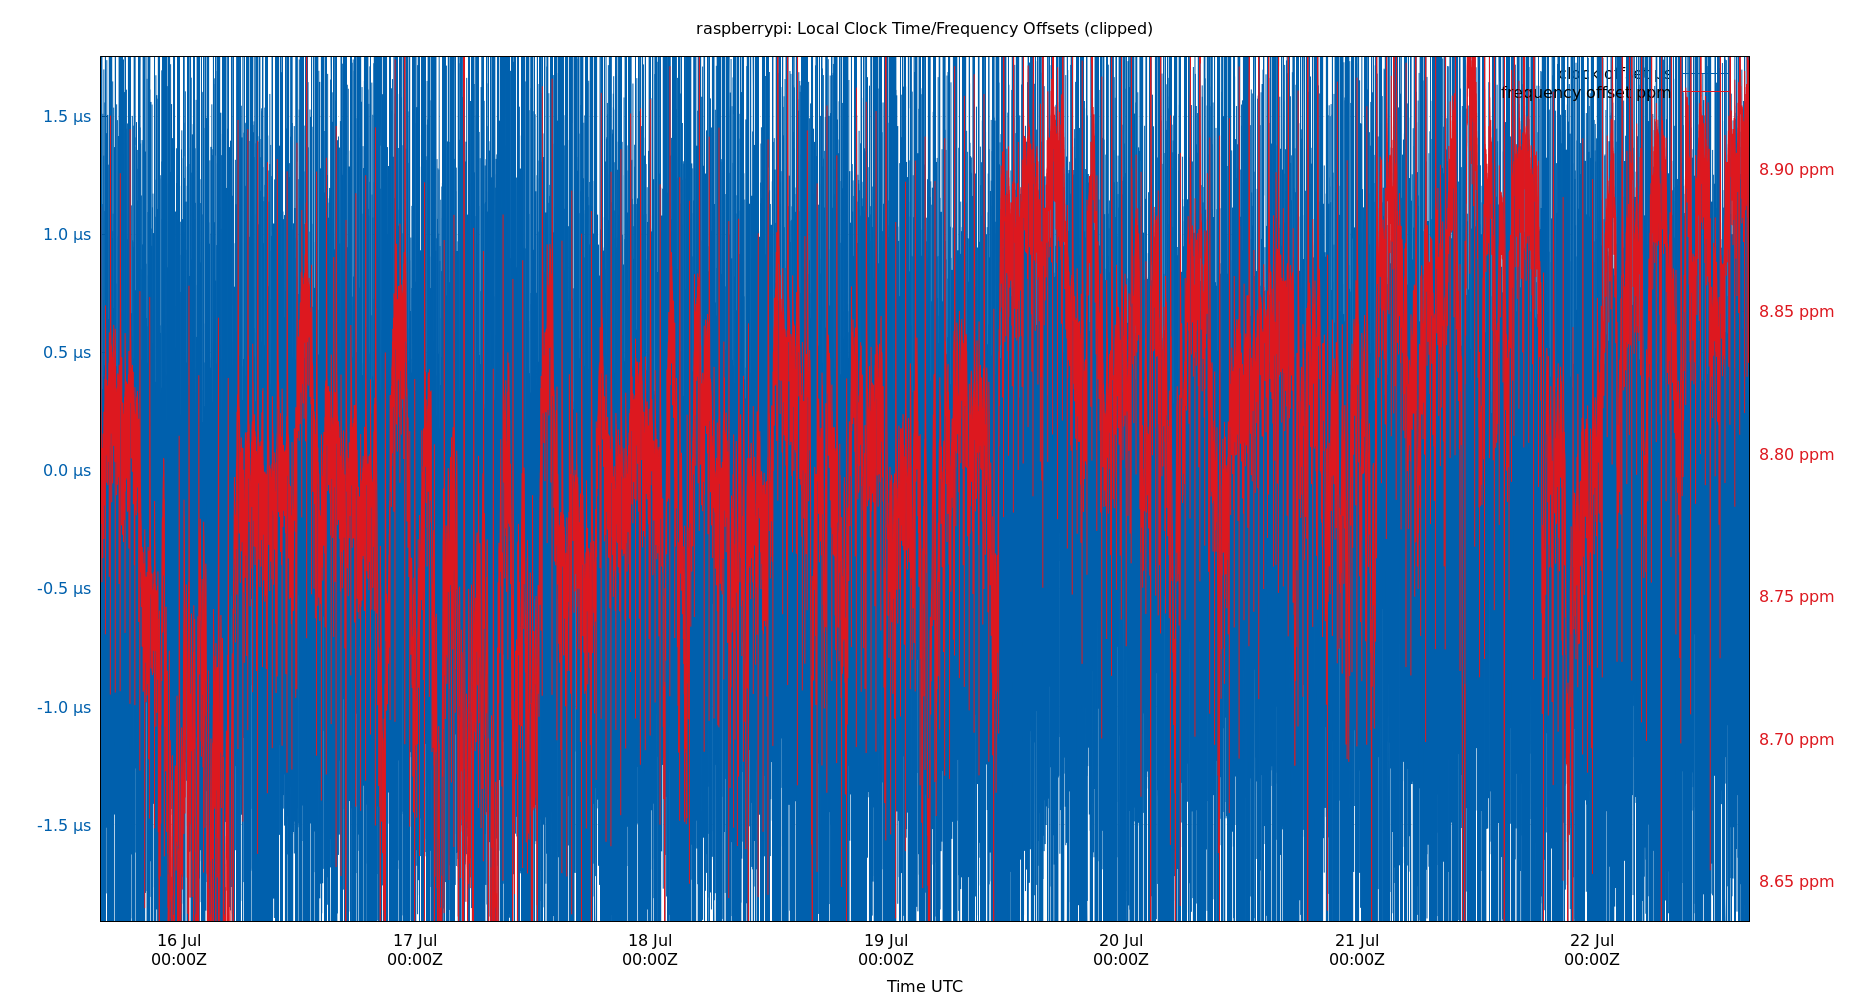 raspberrypi: Local Clock Time/Frequency Offsets (clipped)
clock offset µs
frequency offset ppm
1.5 µs
1.0 µs
0.5 µs
0.0 µs
-0.5 µs
-1.0 µs
-1.5 µs
8.90 ppm
8.85 ppm
8.80 ppm
8.75 ppm
8.70 ppm
8.65 ppm
16 Jul 17 Jul 18 Jul 19 Jul 20 Jul 21 Jul 22 Jul
00:00Z 00:00Z 00:00Z 00:00Z 00:00Z 00:00Z 00:00Z
Time UTC